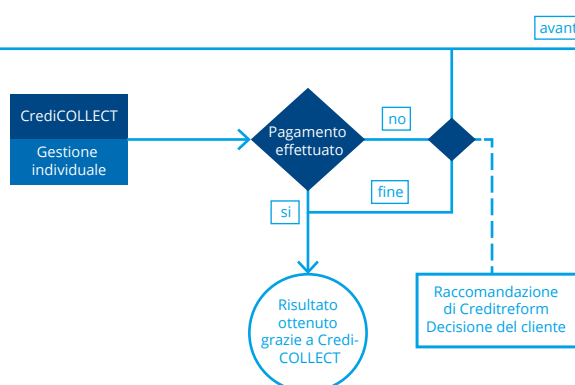 avant
CrediCOLLECT
Gestione
individuale
Pagamento
effettuato
no
fine
si
Risultato
ottenuto
grazie a Credi-
COLLECT
Raccomandazione
di Creditreform
Decisione del cliente